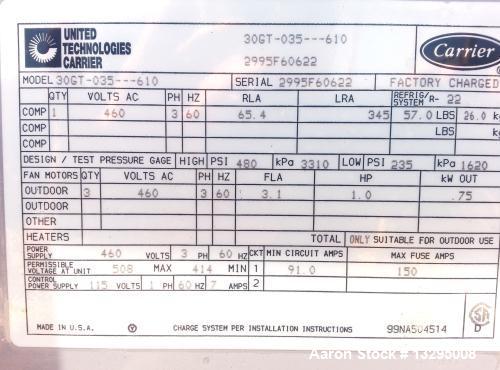 UNITED
TECHNOLOGIES
CARRIER
30GT-035---610
2995F60622
Carrier
MODEL 30GT-035---610 SERIAL 2995F60622 FACTORY CHARGED
QTY VOLTS AC PH HZ RLA LRA REFRIG/SYSTEM R- 22
COMP 1 460 3 60 65.4 345 57.0 LBS 26.0 kg
COMP LBS kg
COMP
DESIGN / TEST PRESSURE GAGE HIGH PSI 480 kPa 3310 LOW PSI 235 kPa 1620
FAN MOTORS QTY VOLTS AC PH HZ FLA HP kW OUT
OUTDOOR 3 460 3 60 3.1 1.0 .75
OUTDOOR
OTHER
HEATERS TOTAL ONLY SUITABLE FOR OUTDOOR USE
POWER SUPPLY 460 VOLTS 3 PH 60 HZ CKT MIN CIRCUIT AMPS MAX FUSE AMPS
PERMISSIBLE VOLTAGE AT UNIT 508 MAX 414 MIN 1 91.0 150
CONTROL POWER SUPPLY 115 VOLTS 1 PH 60 HZ 7 AMPS 2
MADE IN U.S.A. CHARGE SYSTEM PER INSTALLATION INSTRUCTIONS 99NA504514 D
Aaron Stock # 13295008